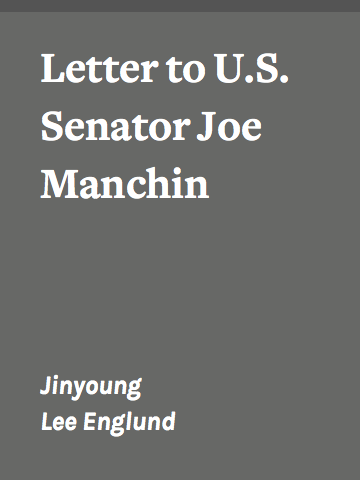 Letter to U.S.
Senator Joe
Manchin
Jinyoung
Lee Englund